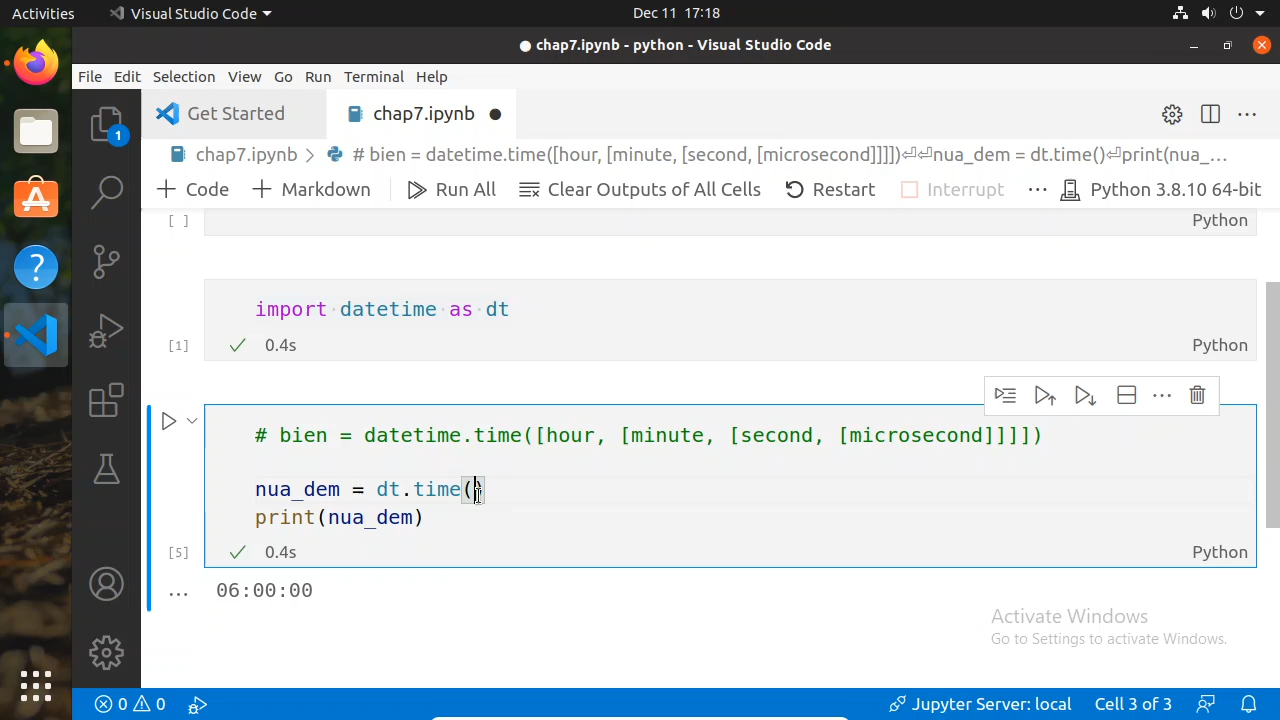 Activities Visual Studio Code Dec 11 17:18
● chap7.ipynb - python - Visual Studio Code
File Edit Selection View Go Run Terminal Help
1
Get Started chap7.ipynb
chap7.ipynb > # bien = datetime.time([hour, [minute, [second, [microsecond]]]])⏎⏎nua_dem = dt.time()⏎print(nua_...
+ Code + Markdown Run All Clear Outputs of All Cells Restart Interrupt ... Python 3.8.10 64-bit
[ ] Python
import datetime as dt
[1] 0.4s Python
# bien = datetime.time([hour, [minute, [second, [microsecond]]]])
nua_dem = dt.time()
print(nua_dem)
[5] 0.4s Python
... 06:00:00
Activate Windows
Go to Settings to activate Windows.
0 0 Jupyter Server: local Cell 3 of 3